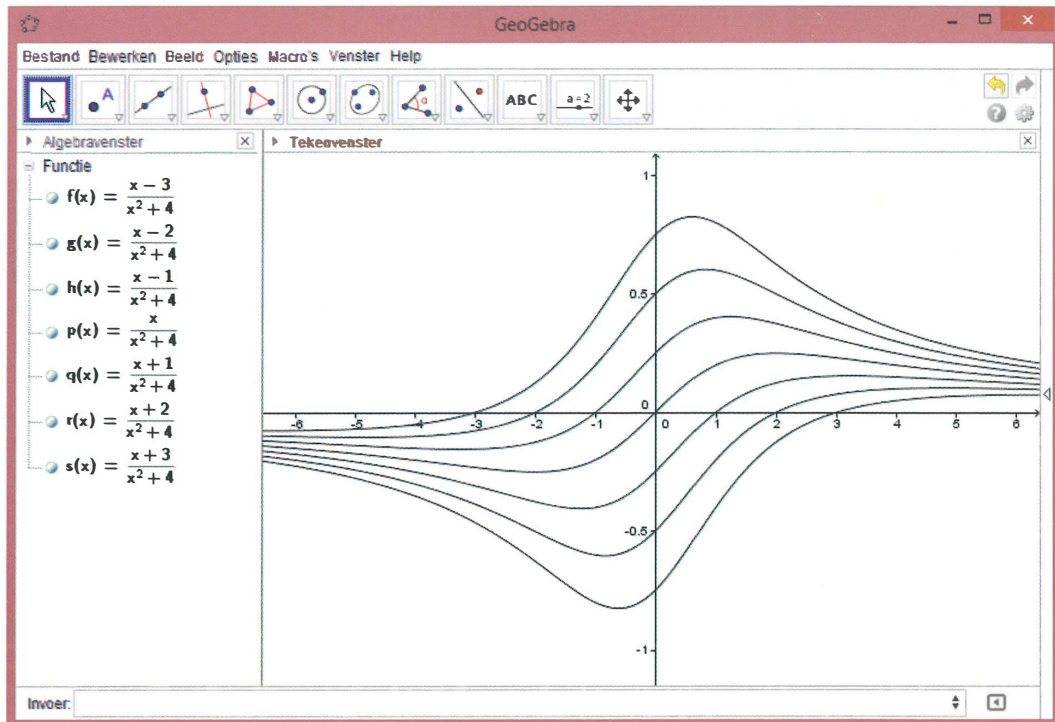 GeoGebra
Bestand Bewerken Beeld Opties Macro's Venster Help
A
α
ABC
a = 2
Algebravenster
Tekenvenster
Functie
f(x) = (x − 3)/(x² + 4)
g(x) = (x − 2)/(x² + 4)
h(x) = (x − 1)/(x² + 4)
p(x) = x/(x² + 4)
q(x) = (x + 1)/(x² + 4)
r(x) = (x + 2)/(x² + 4)
s(x) = (x + 3)/(x² + 4)
1
0.5
0
-6 -5 -4 -3 -2 -1 0 1 2 3 4 5 6
-0.5
-1
Invoer: